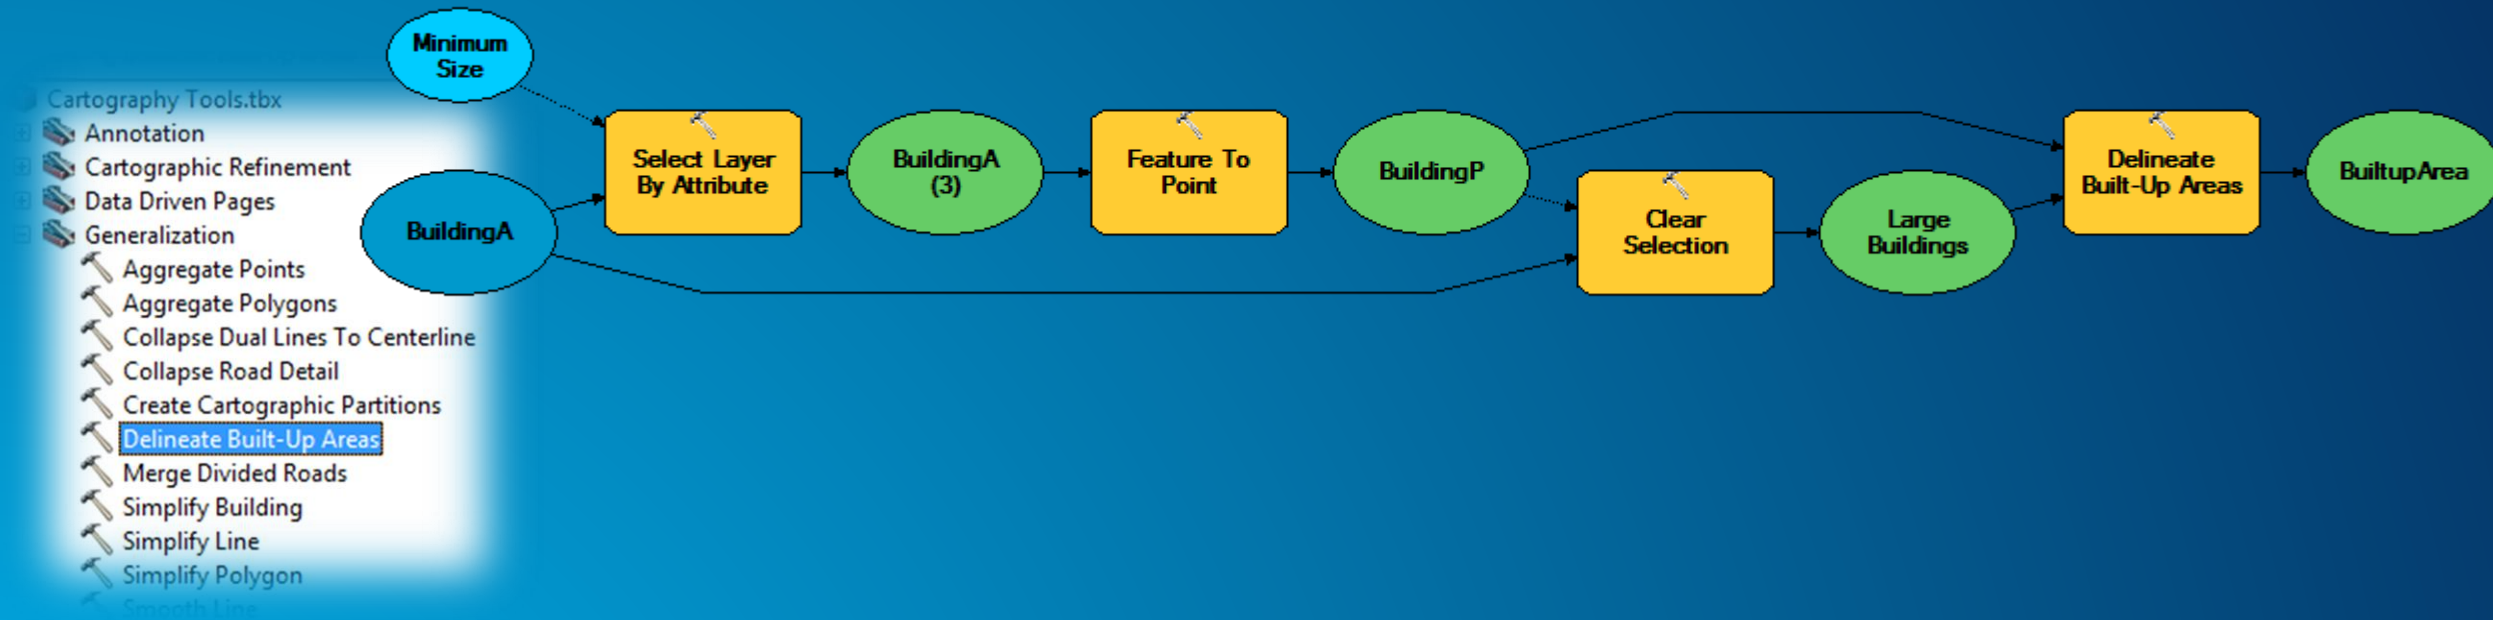 Minimum
Size
Cartography Tools.tbx
Annotation
Cartographic Refinement
Data Driven Pages
Generalization
Aggregate Points
Aggregate Polygons
Collapse Dual Lines To Centerline
Collapse Road Detail
Create Cartographic Partitions
Delineate Built-Up Areas
Merge Divided Roads
Simplify Building
Simplify Line
Simplify Polygon
Smooth Line
BuildingA
Select Layer
By Attribute
BuildingA
(3)
Feature To
Point
BuildingP
Clear
Selection
Large
Buildings
Delineate
Built-Up Areas
BuiltupArea